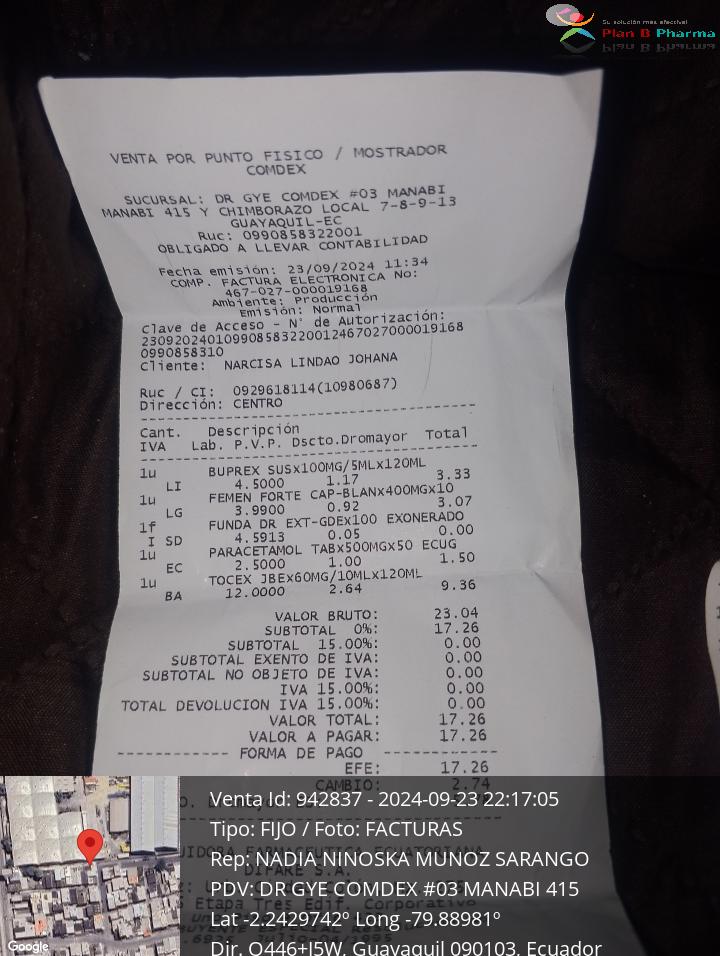 Su solución más efectiva!
Plan B Pharma
VENTA POR PUNTO FISICO / MOSTRADOR
COMDEX
SUCURSAL: DR GYE COMDEX #03 MANABI
MANABI 415 Y CHIMBORAZO LOCAL 7-8-9-13
GUAYAQUIL-EC
Ruc: 0990858322001
OBLIGADO A LLEVAR CONTABILIDAD
Fecha emisión: 23/09/2024 11:34
COMP. FACTURA ELECTRONICA No:
467-027-000019168
Ambiente: Producción
Emisión: Normal
Clave de Acceso - N° de Autorización:
230920240109908583220012467027000019168
0990858310
Cliente: NARCISA LINDAO JOHANA
Ruc / CI: 0929618114(10980687)
Dirección: CENTRO
Cant. Descripción
IVA Lab. P.V.P. Dscto.Dromayor Total
1u BUPREX SUSx100MG/5MLx120ML
LI 4.5000 1.17 3.33
1u FEMEN FORTE CAP-BLANx400MGx10
LG 3.9900 0.92 3.07
1f FUNDA DR EXT-GDEx100 EXONERADO
I SD 4.5913 0.05 0.00
1u PARACETAMOL TABx500MGx50 ECUG
EC 2.5000 1.00 1.50
1u TOCEX JBEx60MG/10MLx120ML
BA 12.0000 2.64 9.36
VALOR BRUTO: 23.04
SUBTOTAL 0%: 17.26
SUBTOTAL 15.00%: 0.00
SUBTOTAL EXENTO DE IVA: 0.00
SUBTOTAL NO OBJETO DE IVA: 0.00
IVA 15.00%: 0.00
TOTAL DEVOLUCION IVA 15.00%: 0.00
VALOR TOTAL: 17.26
VALOR A PAGAR: 17.26
------------ FORMA DE PAGO ------------
EFE: 17.26
CAMBIO: 2.74
Venta Id: 942837 - 2024-09-23 22:17:05
Tipo: FIJO / Foto: FACTURAS
Rep: NADIA NINOSKA MUNOZ SARANGO
DIFARE S.A.
PDV: DR GYE COMDEX #03 MANABI 415
Etapa Tres Edif. Corporativo
Lat -2.2429742º Long -79.88981º
Dir. Q446+J5W, Guayaquil 090103, Ecuador
Google